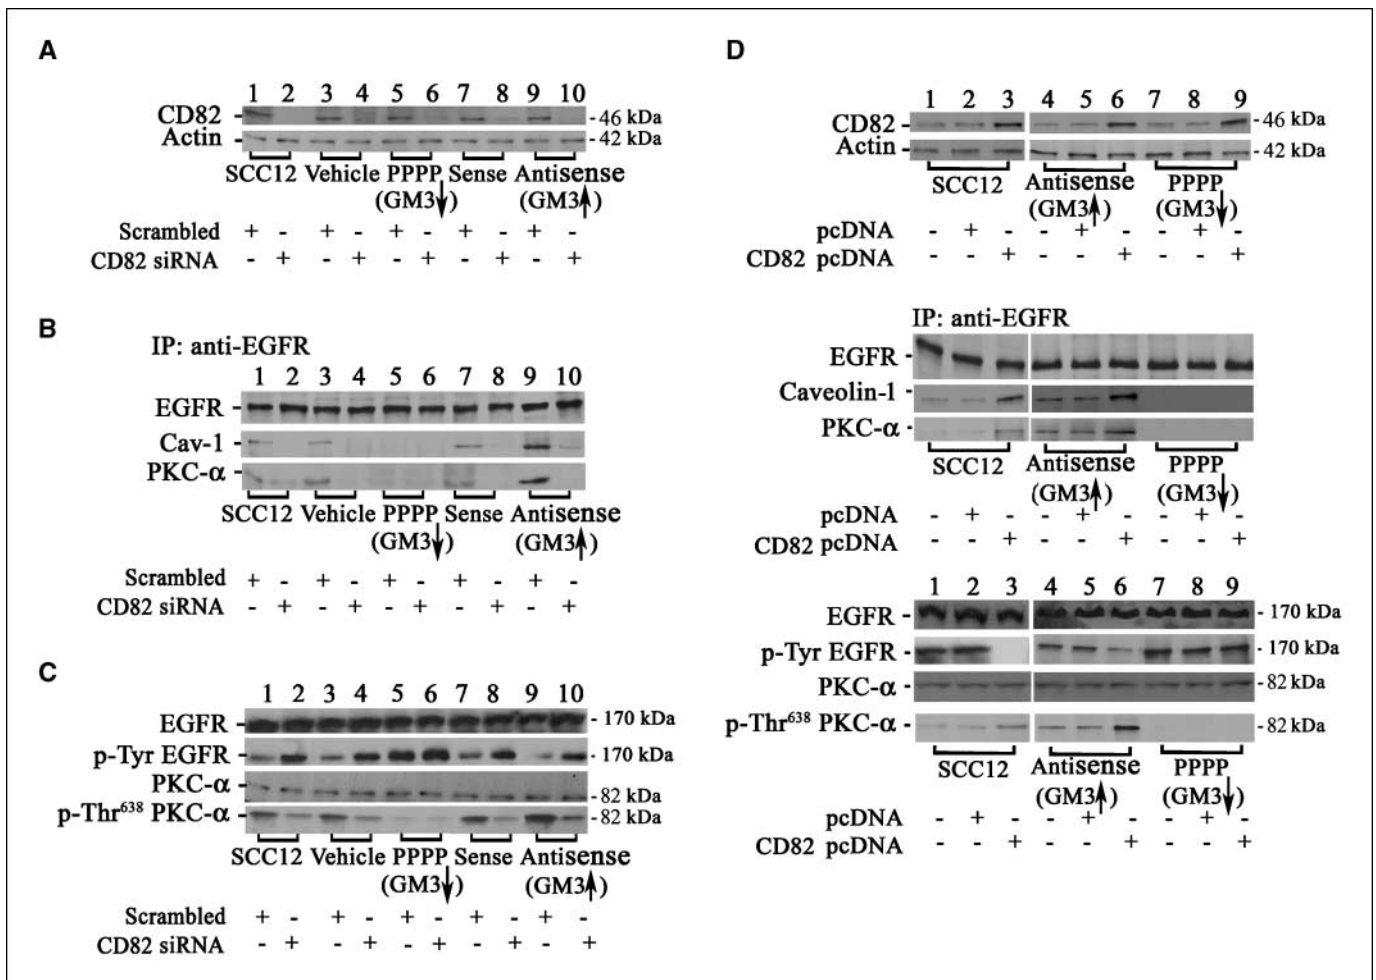 A
1 2 3 4 5 6 7 8 9 10
CD82 - - 46 kDa
Actin - - 42 kDa
SCC12 Vehicle PPPP Sense Antisense
(GM3↓) (GM3↑)
Scrambled + - + - + - + - + -
CD82 siRNA - + - + - + - + - +
B
IP: anti-EGFR
1 2 3 4 5 6 7 8 9 10
EGFR -
Cav-1 -
PKC-α -
SCC12 Vehicle PPPP Sense Antisense
(GM3↓) (GM3↑)
Scrambled + - + - + - + - + -
CD82 siRNA - + - + - + - + - +
C
1 2 3 4 5 6 7 8 9 10
EGFR - - 170 kDa
p-Tyr EGFR - - 170 kDa
PKC-α - - 82 kDa
p-Thr⁶³⁸ PKC-α - - 82 kDa
SCC12 Vehicle PPPP Sense Antisense
(GM3↓) (GM3↑)
Scrambled + - + - + - + - + -
CD82 siRNA - + - + - + - + - +
D
1 2 3 4 5 6 7 8 9
CD82 - - 46 kDa
Actin - - 42 kDa
SCC12 Antisense PPPP
(GM3↑) (GM3↓)
pcDNA - + - - + - - + -
CD82 pcDNA - - + - - + - - +
IP: anti-EGFR
EGFR -
Caveolin-1 -
PKC-α -
SCC12 Antisense PPPP
(GM3↑) (GM3↓)
pcDNA - + - - + - - + -
CD82 pcDNA - - + - - + - - +
1 2 3 4 5 6 7 8 9
EGFR - - 170 kDa
p-Tyr EGFR - - 170 kDa
PKC-α - - 82 kDa
p-Thr⁶³⁸ PKC-α - - 82 kDa
SCC12 Antisense PPPP
(GM3↑) (GM3↓)
pcDNA - + - - + - - + -
CD82 pcDNA - - + - - + - - +